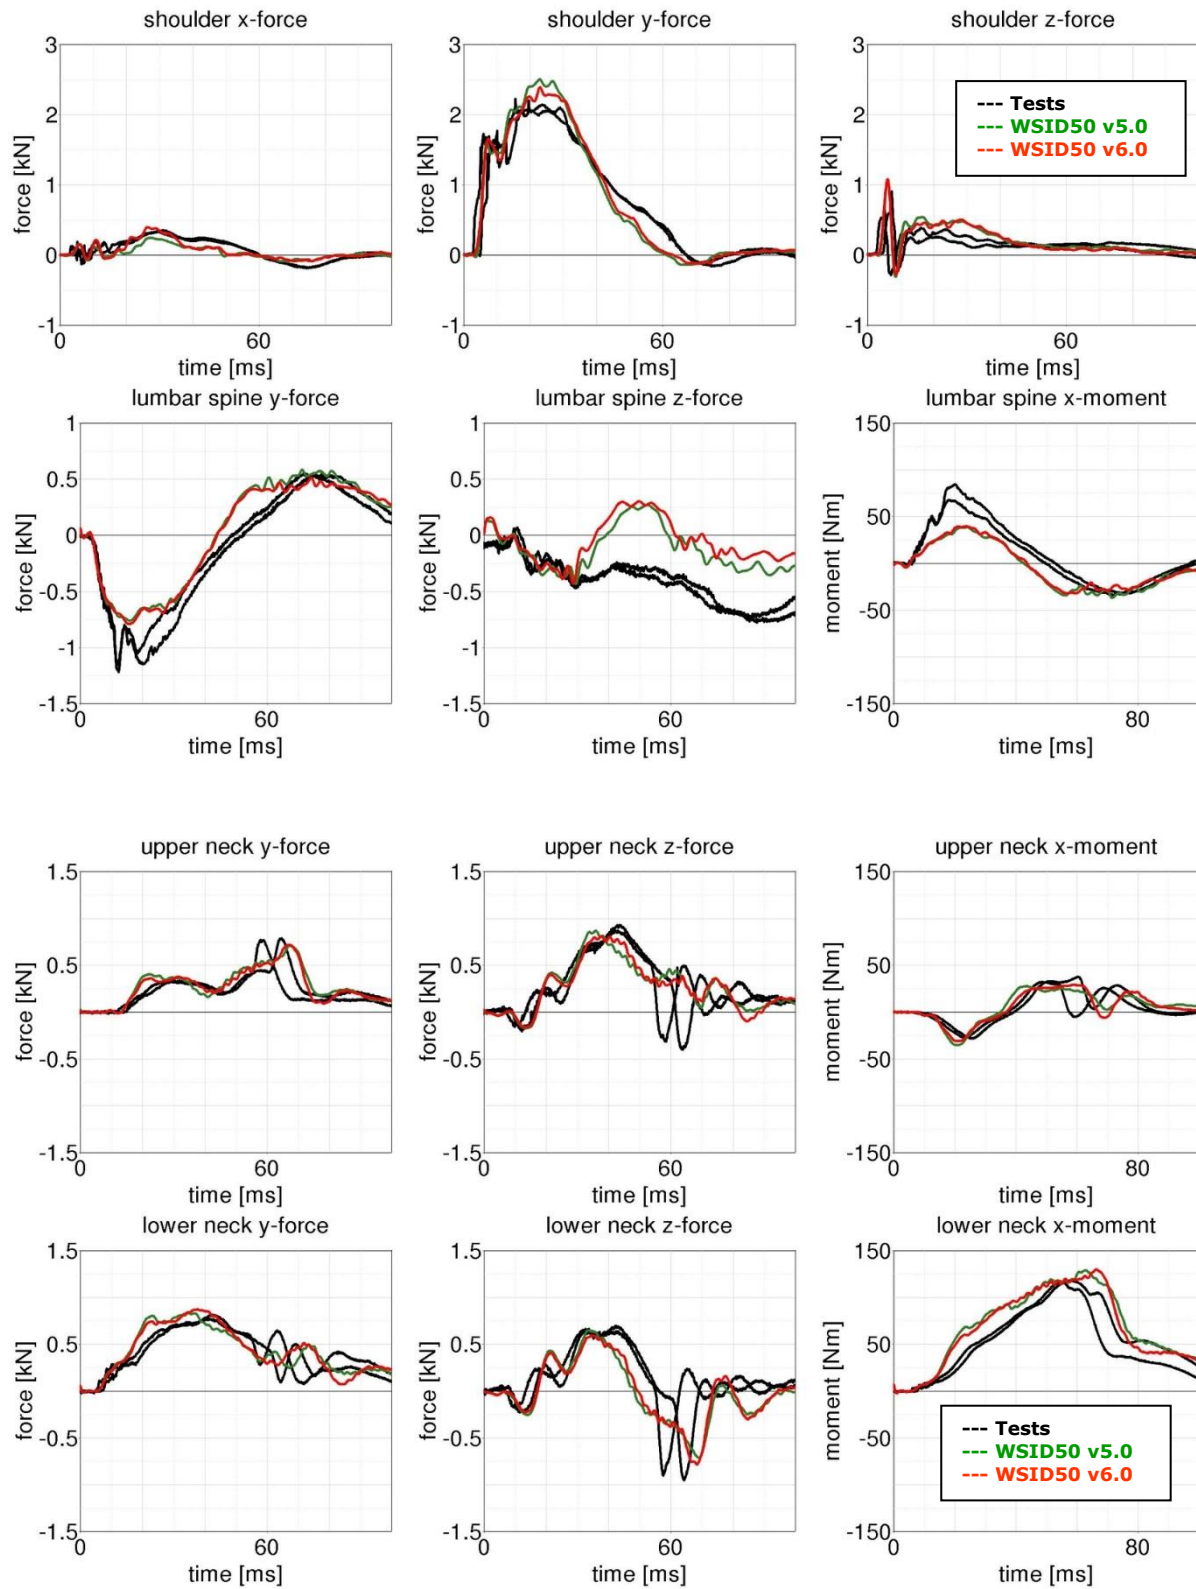 shoulder x-force
shoulder y-force
shoulder z-force
3
2
1
0
-1
force [kN]
0
60
time [ms]
3
2
1
0
-1
force [kN]
0
60
time [ms]
3
2
1
0
-1
force [kN]
0
60
time [ms]
--- Tests
--- WSID50 v5.0
--- WSID50 v6.0
lumbar spine y-force
lumbar spine z-force
lumbar spine x-moment
1
0.5
0
-0.5
-1
-1.5
force [kN]
0
60
time [ms]
1
0.5
0
-0.5
-1
-1.5
force [kN]
0
60
time [ms]
150
50
-50
-150
moment [Nm]
0
80
time [ms]
upper neck y-force
upper neck z-force
upper neck x-moment
1.5
0.5
-0.5
-1.5
force [kN]
0
60
time [ms]
1.5
0.5
-0.5
-1.5
force [kN]
0
60
time [ms]
150
50
-50
-150
moment [Nm]
0
80
time [ms]
lower neck y-force
lower neck z-force
lower neck x-moment
1.5
0.5
-0.5
-1.5
force [kN]
0
60
time [ms]
1.5
0.5
-0.5
-1.5
force [kN]
0
60
time [ms]
150
50
-50
-150
moment [Nm]
0
80
time [ms]
--- Tests
--- WSID50 v5.0
--- WSID50 v6.0